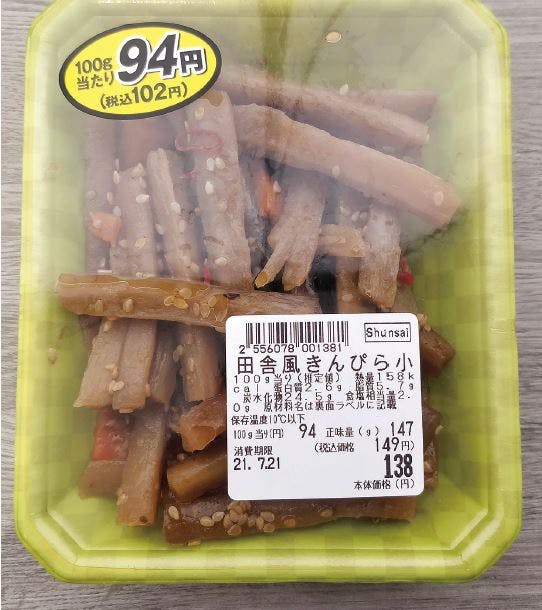 100g
当たり 94円
(税込102円)
Shunsai
2 556078 001381
田舎風きんぴら小
100g当り(推定値) 熱量158k
cal 蛋白質2.6g 脂質5.7g
炭水化物24.5g 食塩相当量2.
0g 原材料名は裏面ラベルに記載
保存温度10℃以下
100g当り(円) 94 正味量(g) 147
消費期限 (税込価格 149円)
21. 7.21 138
本体価格(円)